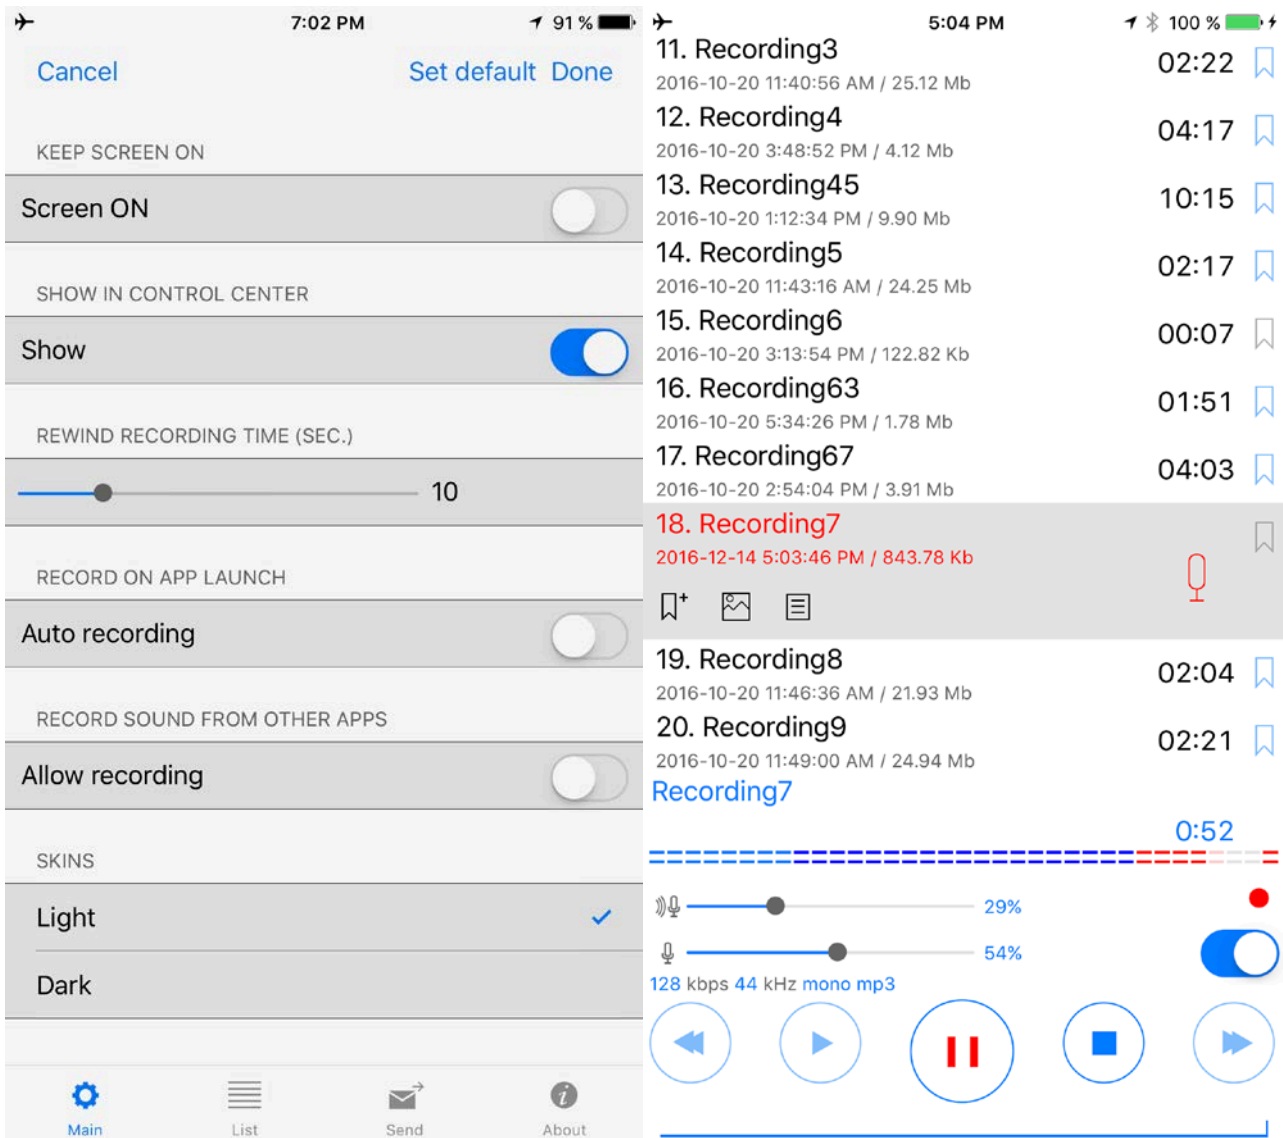 7:02 PM
91 %
Cancel
Set default
Done
KEEP SCREEN ON
Screen ON
SHOW IN CONTROL CENTER
Show
REWIND RECORDING TIME (SEC.)
10
RECORD ON APP LAUNCH
Auto recording
RECORD SOUND FROM OTHER APPS
Allow recording
SKINS
Light
Dark
Main
List
Send
About
5:04 PM
100 %
11. Recording3
02:22
2016-10-20 11:40:56 AM / 25.12 Mb
12. Recording4
04:17
2016-10-20 3:48:52 PM / 4.12 Mb
13. Recording45
10:15
2016-10-20 1:12:34 PM / 9.90 Mb
14. Recording5
02:17
2016-10-20 11:43:16 AM / 24.25 Mb
15. Recording6
00:07
2016-10-20 3:13:54 PM / 122.82 Kb
16. Recording63
01:51
2016-10-20 5:34:26 PM / 1.78 Mb
17. Recording67
04:03
2016-10-20 2:54:04 PM / 3.91 Mb
18. Recording7
2016-12-14 5:03:46 PM / 843.78 Kb
19. Recording8
02:04
2016-10-20 11:46:36 AM / 21.93 Mb
20. Recording9
02:21
2016-10-20 11:49:00 AM / 24.94 Mb
Recording7
0:52
29%
54%
128 kbps 44 kHz mono mp3